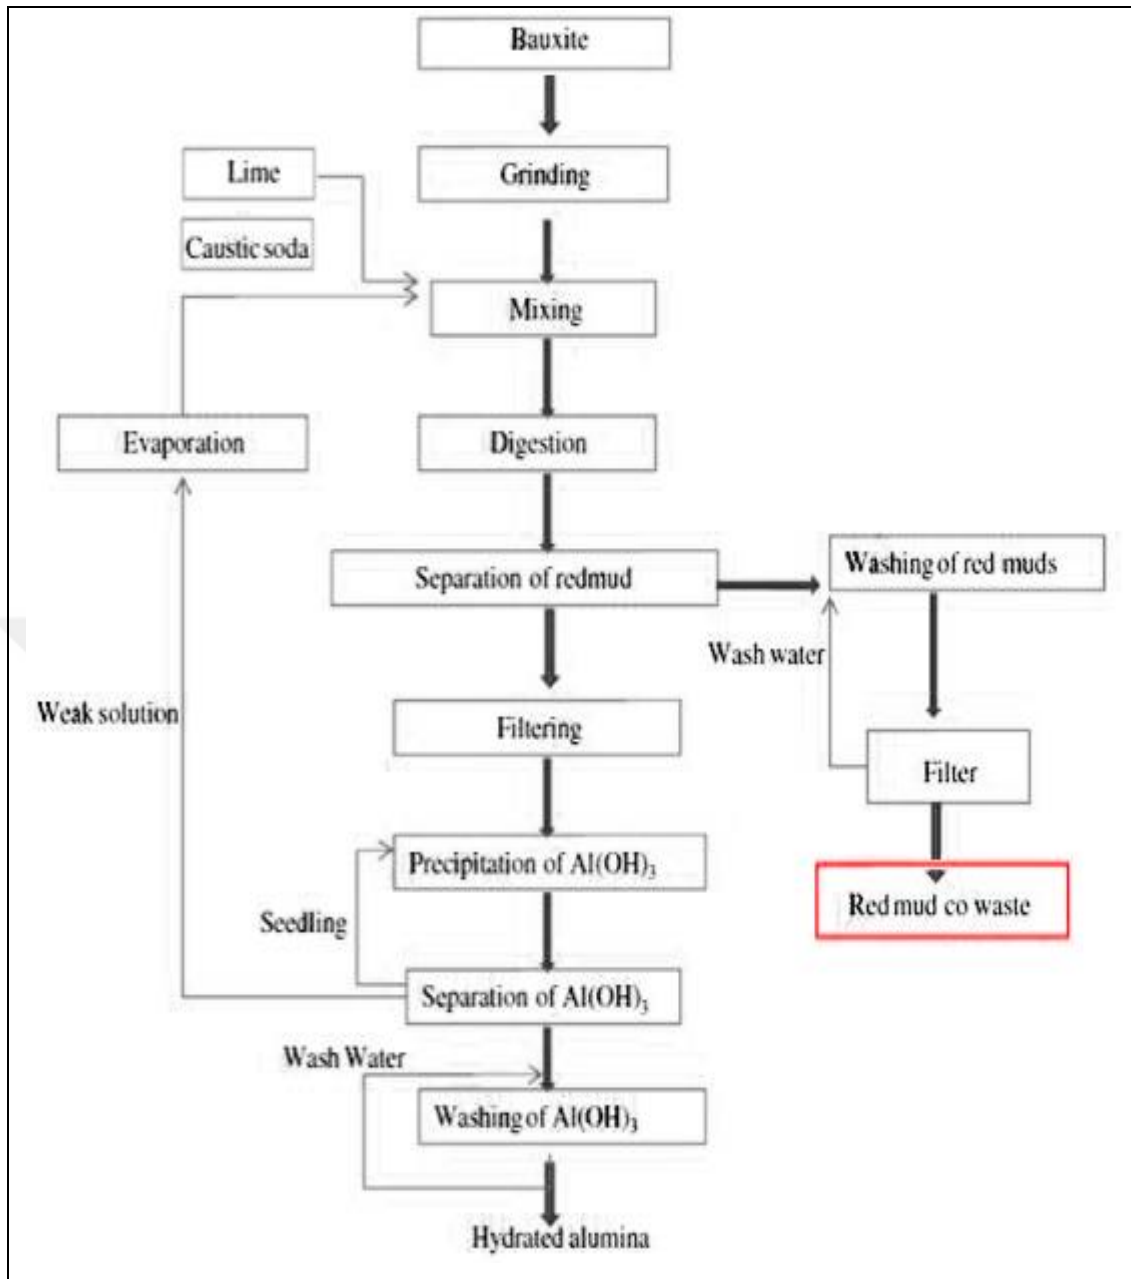 Bauxite
Grinding
Lime
Caustic soda
Mixing
Evaporation
Digestion
Separation of redmud
Washing of red muds
Wash water
Weak solution
Filtering
Filter
Precipitation of Al(OH)₃
Red mud co waste
Seedling
Separation of Al(OH)₃
Wash Water
Washing of Al(OH)₃
Hydrated alumina